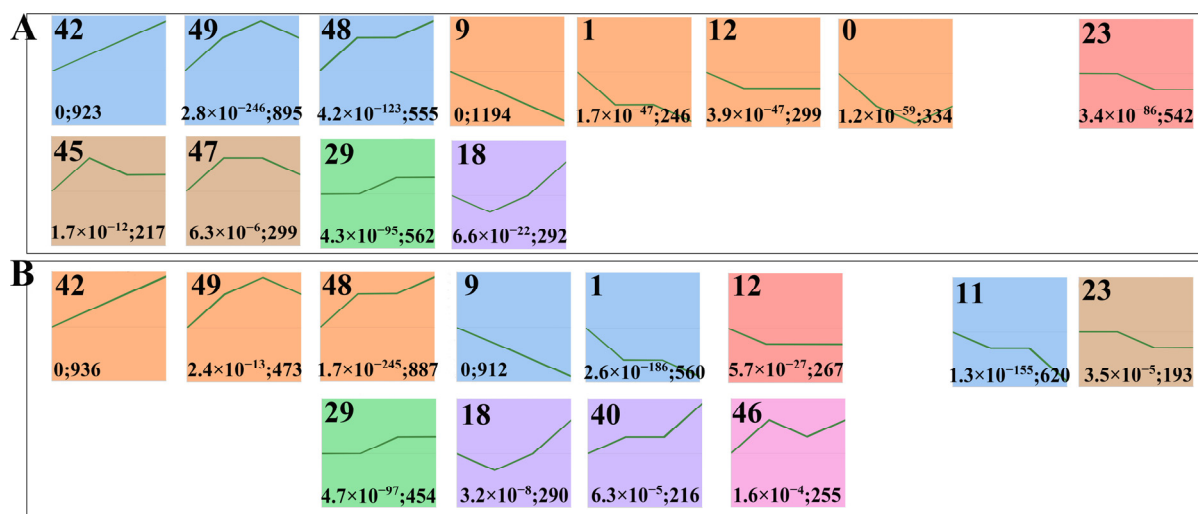 A
42 49 48 9 1 12 0 23
0;923 2.8×10⁻²⁴⁶;895 4.2×10⁻¹²³;555 0;1194 1.7×10⁻⁴⁷;246 3.9×10⁻⁴⁷;299 1.2×10⁻⁵⁹;334 3.4×10⁻⁸⁶;542
45 47 29 18
1.7×10⁻¹²;217 6.3×10⁻⁶;299 4.3×10⁻⁹⁵;562 6.6×10⁻²²;292
B
42 49 48 9 1 12 11 23
0;936 2.4×10⁻¹³;473 1.7×10⁻²⁴⁵;887 0;912 2.6×10⁻¹⁸⁶;560 5.7×10⁻²⁷;267 1.3×10⁻¹⁵⁵;620 3.5×10⁻⁵;193
29 18 40 46
4.7×10⁻⁹⁷;454 3.2×10⁻⁸;290 6.3×10⁻⁵;216 1.6×10⁻⁴;255